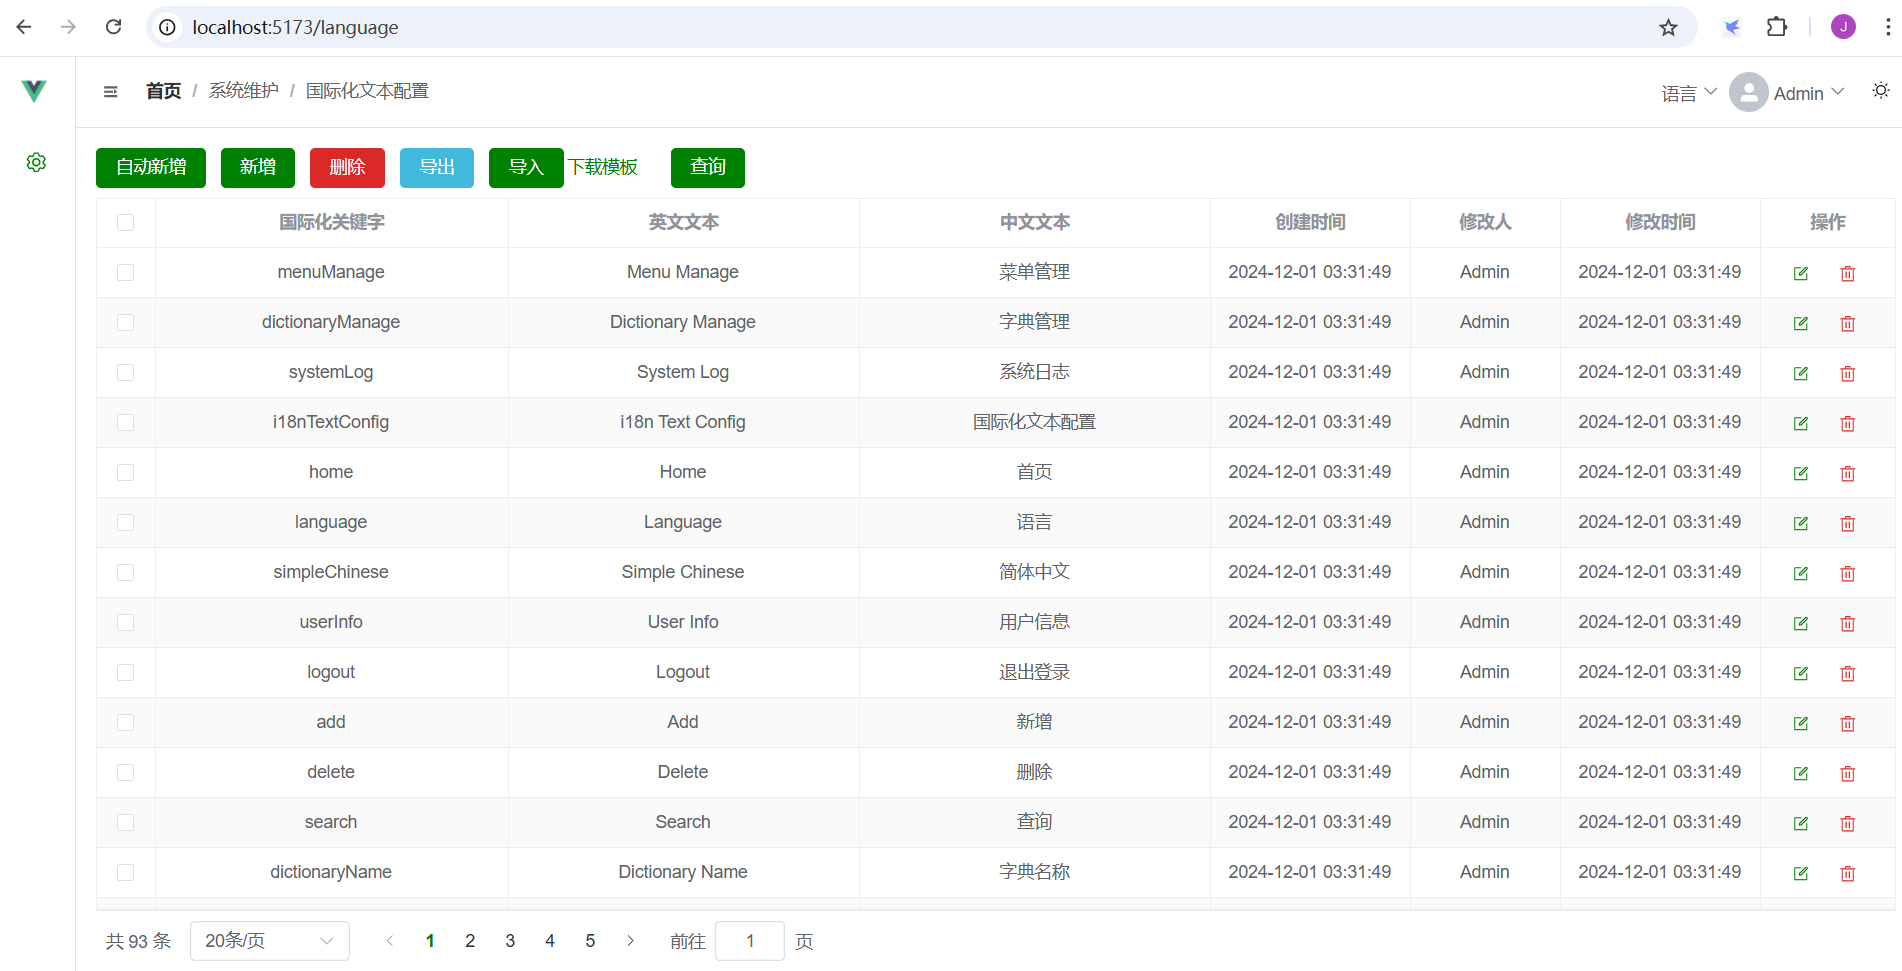 localhost:5173/language
J
首页 / 系统维护 / 国际化文本配置
语言 Admin
自动新增 新增 删除 导出 导入 下载模板 查询
国际化关键字 英文文本 中文文本 创建时间 修改人 修改时间 操作
menuManage Menu Manage 菜单管理 2024-12-01 03:31:49 Admin 2024-12-01 03:31:49
dictionaryManage Dictionary Manage 字典管理 2024-12-01 03:31:49 Admin 2024-12-01 03:31:49
systemLog System Log 系统日志 2024-12-01 03:31:49 Admin 2024-12-01 03:31:49
i18nTextConfig i18n Text Config 国际化文本配置 2024-12-01 03:31:49 Admin 2024-12-01 03:31:49
home Home 首页 2024-12-01 03:31:49 Admin 2024-12-01 03:31:49
language Language 语言 2024-12-01 03:31:49 Admin 2024-12-01 03:31:49
simpleChinese Simple Chinese 简体中文 2024-12-01 03:31:49 Admin 2024-12-01 03:31:49
userInfo User Info 用户信息 2024-12-01 03:31:49 Admin 2024-12-01 03:31:49
logout Logout 退出登录 2024-12-01 03:31:49 Admin 2024-12-01 03:31:49
add Add 新增 2024-12-01 03:31:49 Admin 2024-12-01 03:31:49
delete Delete 删除 2024-12-01 03:31:49 Admin 2024-12-01 03:31:49
search Search 查询 2024-12-01 03:31:49 Admin 2024-12-01 03:31:49
dictionaryName Dictionary Name 字典名称 2024-12-01 03:31:49 Admin 2024-12-01 03:31:49
共 93 条 20条/页 1 2 3 4 5 前往 1 页